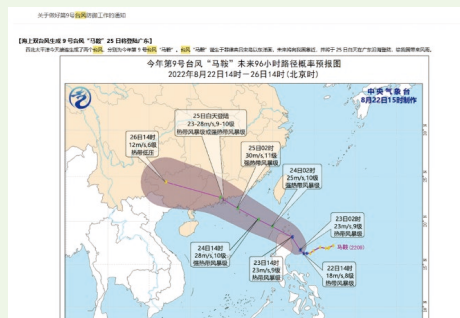 关于做好第9号台风防御工作的通知
【海上双台风生成 9 号台风“马鞍”25 日将登陆广东】
今年第9号台风“马鞍”未来96小时路径概率预报图
2022年8月22日14时－26日14时(北京时)
中央气象台
8月22日15时制作
25日白天登陆
23-28m/s,9-10级
热带风暴级或强热带风暴级
26日14时
12m/s,6级
热带低压
25日02时
30m/s,11级
强热带风暴级
24日02时
25m/s,10级
强热带风暴级
23日02时
23m/s,9级
热带风暴级
马鞍 (2209)
24日14时
28m/s,10级
强热带风暴级
23日14时
23m/s,9级
热带风暴级
22日14时
18m/s,8级
热带风暴级